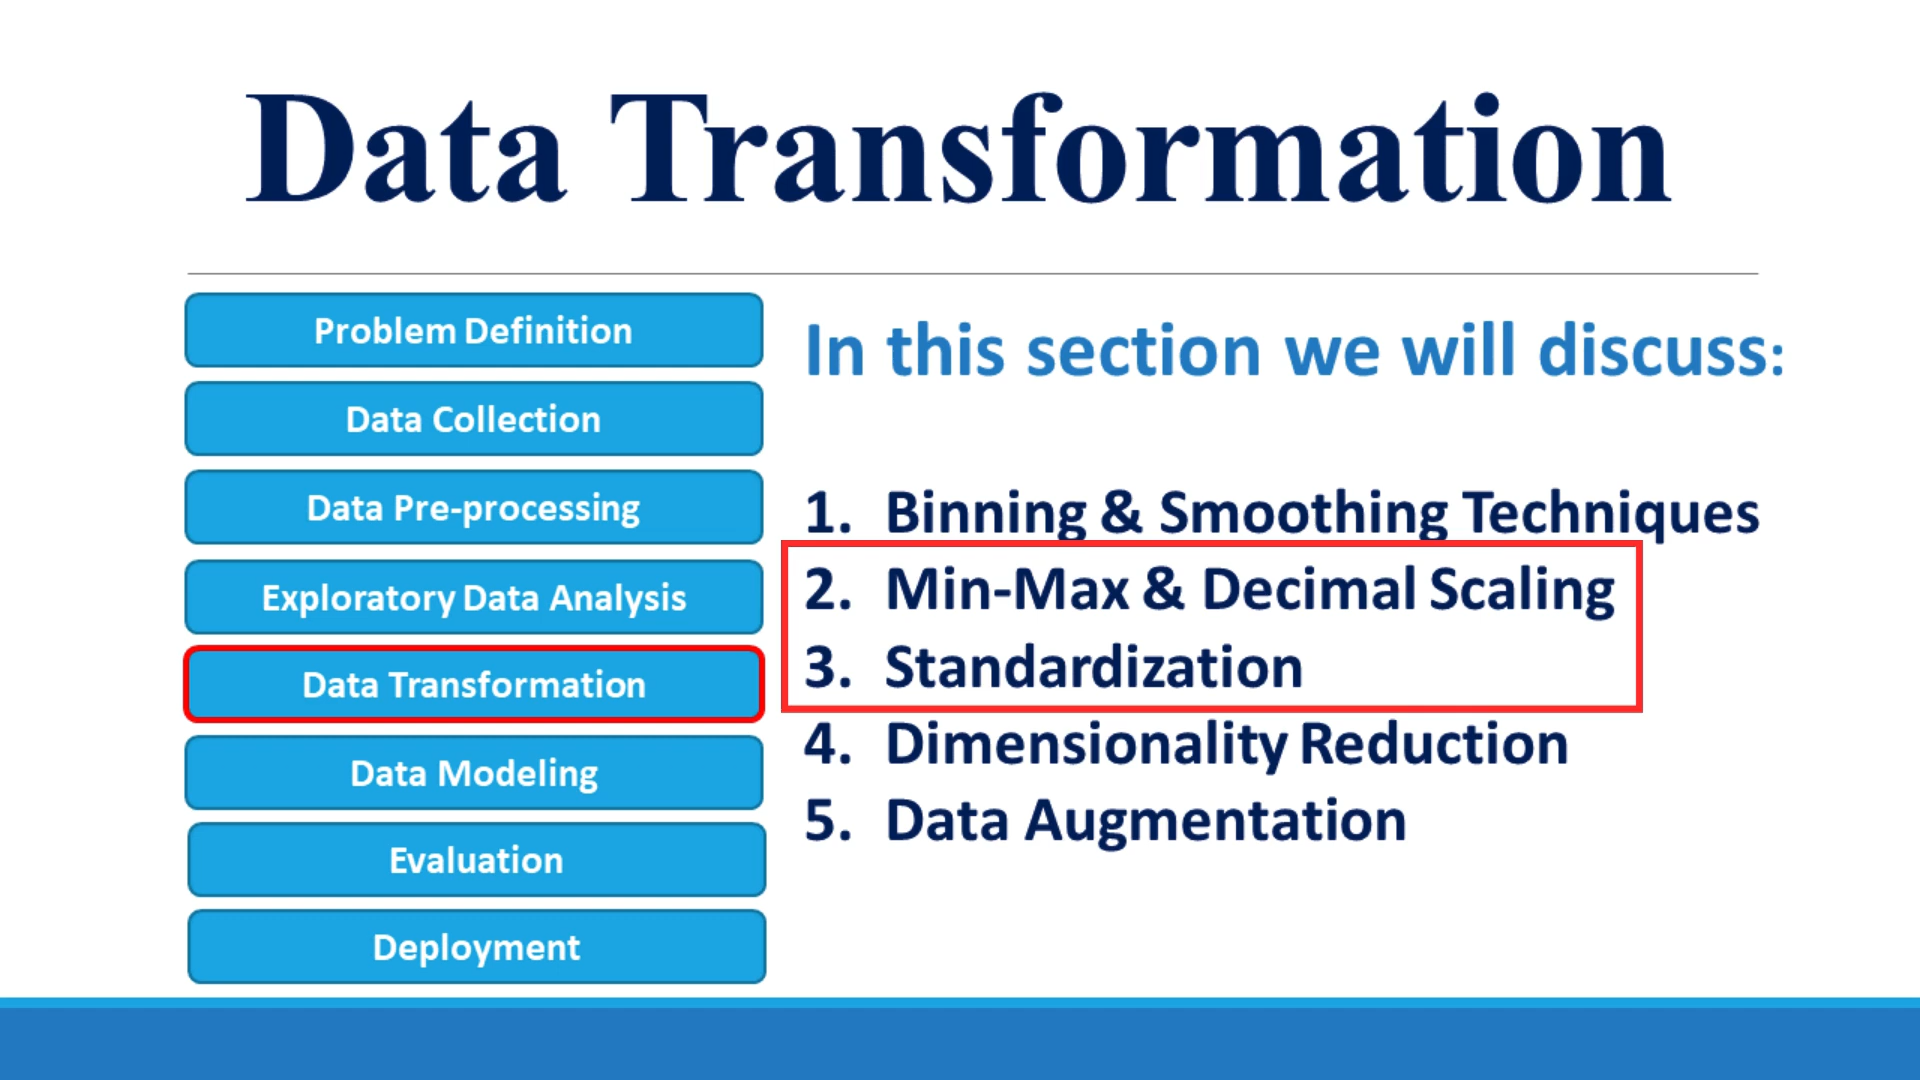 Data Transformation
Problem Definition
Data Collection
Data Pre-processing
Exploratory Data Analysis
Data Transformation
Data Modeling
Evaluation
Deployment
In this section we will discuss:
1. Binning & Smoothing Techniques
2. Min-Max & Decimal Scaling
3. Standardization
4. Dimensionality Reduction
5. Data Augmentation